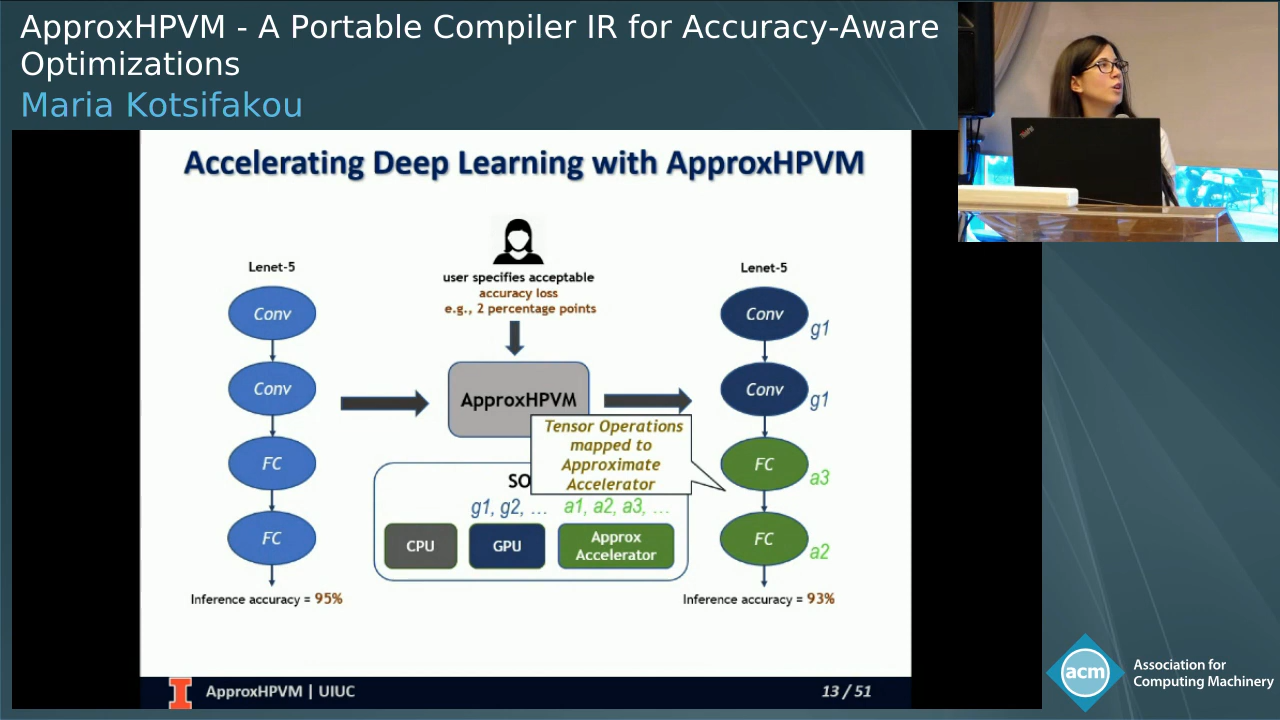 ApproxHPVM - A Portable Compiler IR for Accuracy-Aware
Optimizations
Maria Kotsifakou
Accelerating Deep Learning with ApproxHPVM
user specifies acceptable
accuracy loss
e.g., 2 percentage points
Lenet-5
Conv
Conv
FC
FC
Inference accuracy = 95%
ApproxHPVM
Tensor Operations
mapped to
Approximate
Accelerator
SO
g1, g2, ... a1, a2, a3, ...
CPU
GPU
Approx
Accelerator
Lenet-5
Conv
g1
Conv
g1
FC
a3
FC
a2
Inference accuracy = 93%
I
ApproxHPVM | UIUC
13 / 51
ThinkPad
acm
Association for
Computing Machinery